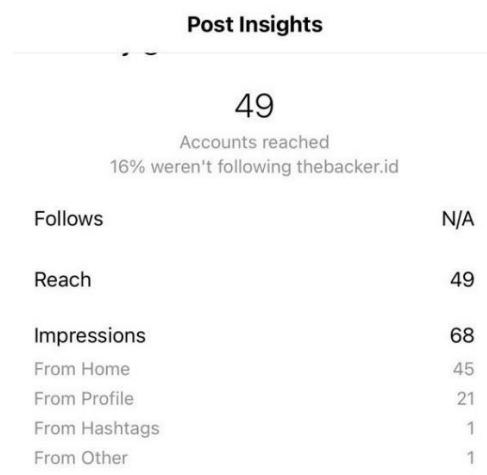 Post Insights
49
Accounts reached
16% weren't following thebacker.id
Follows N/A
Reach 49
Impressions 68
From Home 45
From Profile 21
From Hashtags 1
From Other 1